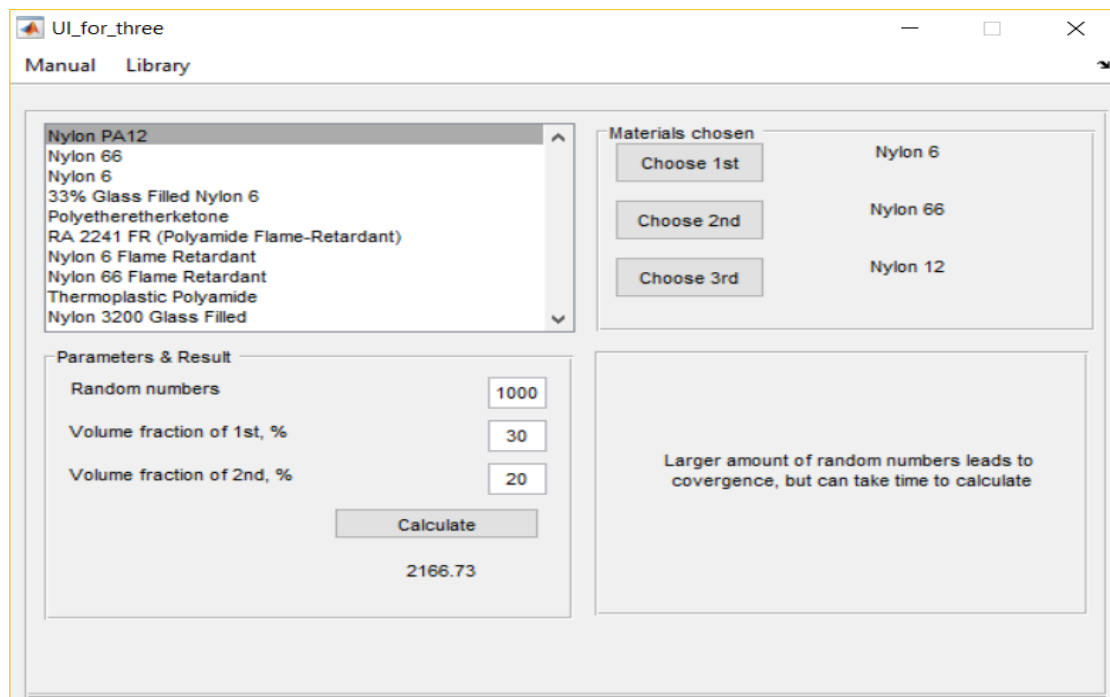 UI_for_three
Manual Library
Nylon PA12
Nylon 66
Nylon 6
33% Glass Filled Nylon 6
Polyetheretherketone
RA 2241 FR (Polyamide Flame-Retardant)
Nylon 6 Flame Retardant
Nylon 66 Flame Retardant
Thermoplastic Polyamide
Nylon 3200 Glass Filled
Materials chosen
Choose 1st Nylon 6
Choose 2nd Nylon 66
Choose 3rd Nylon 12
Parameters & Result
Random numbers 1000
Volume fraction of 1st, % 30
Volume fraction of 2nd, % 20
Calculate
2166.73
Larger amount of random numbers leads to
covergence, but can take time to calculate